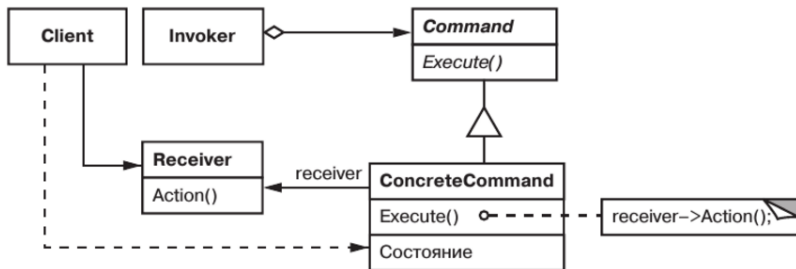 Client
Invoker
Command
Execute()
Receiver
Action()
receiver
ConcreteCommand
Execute()
receiver–>Action();
Состояние